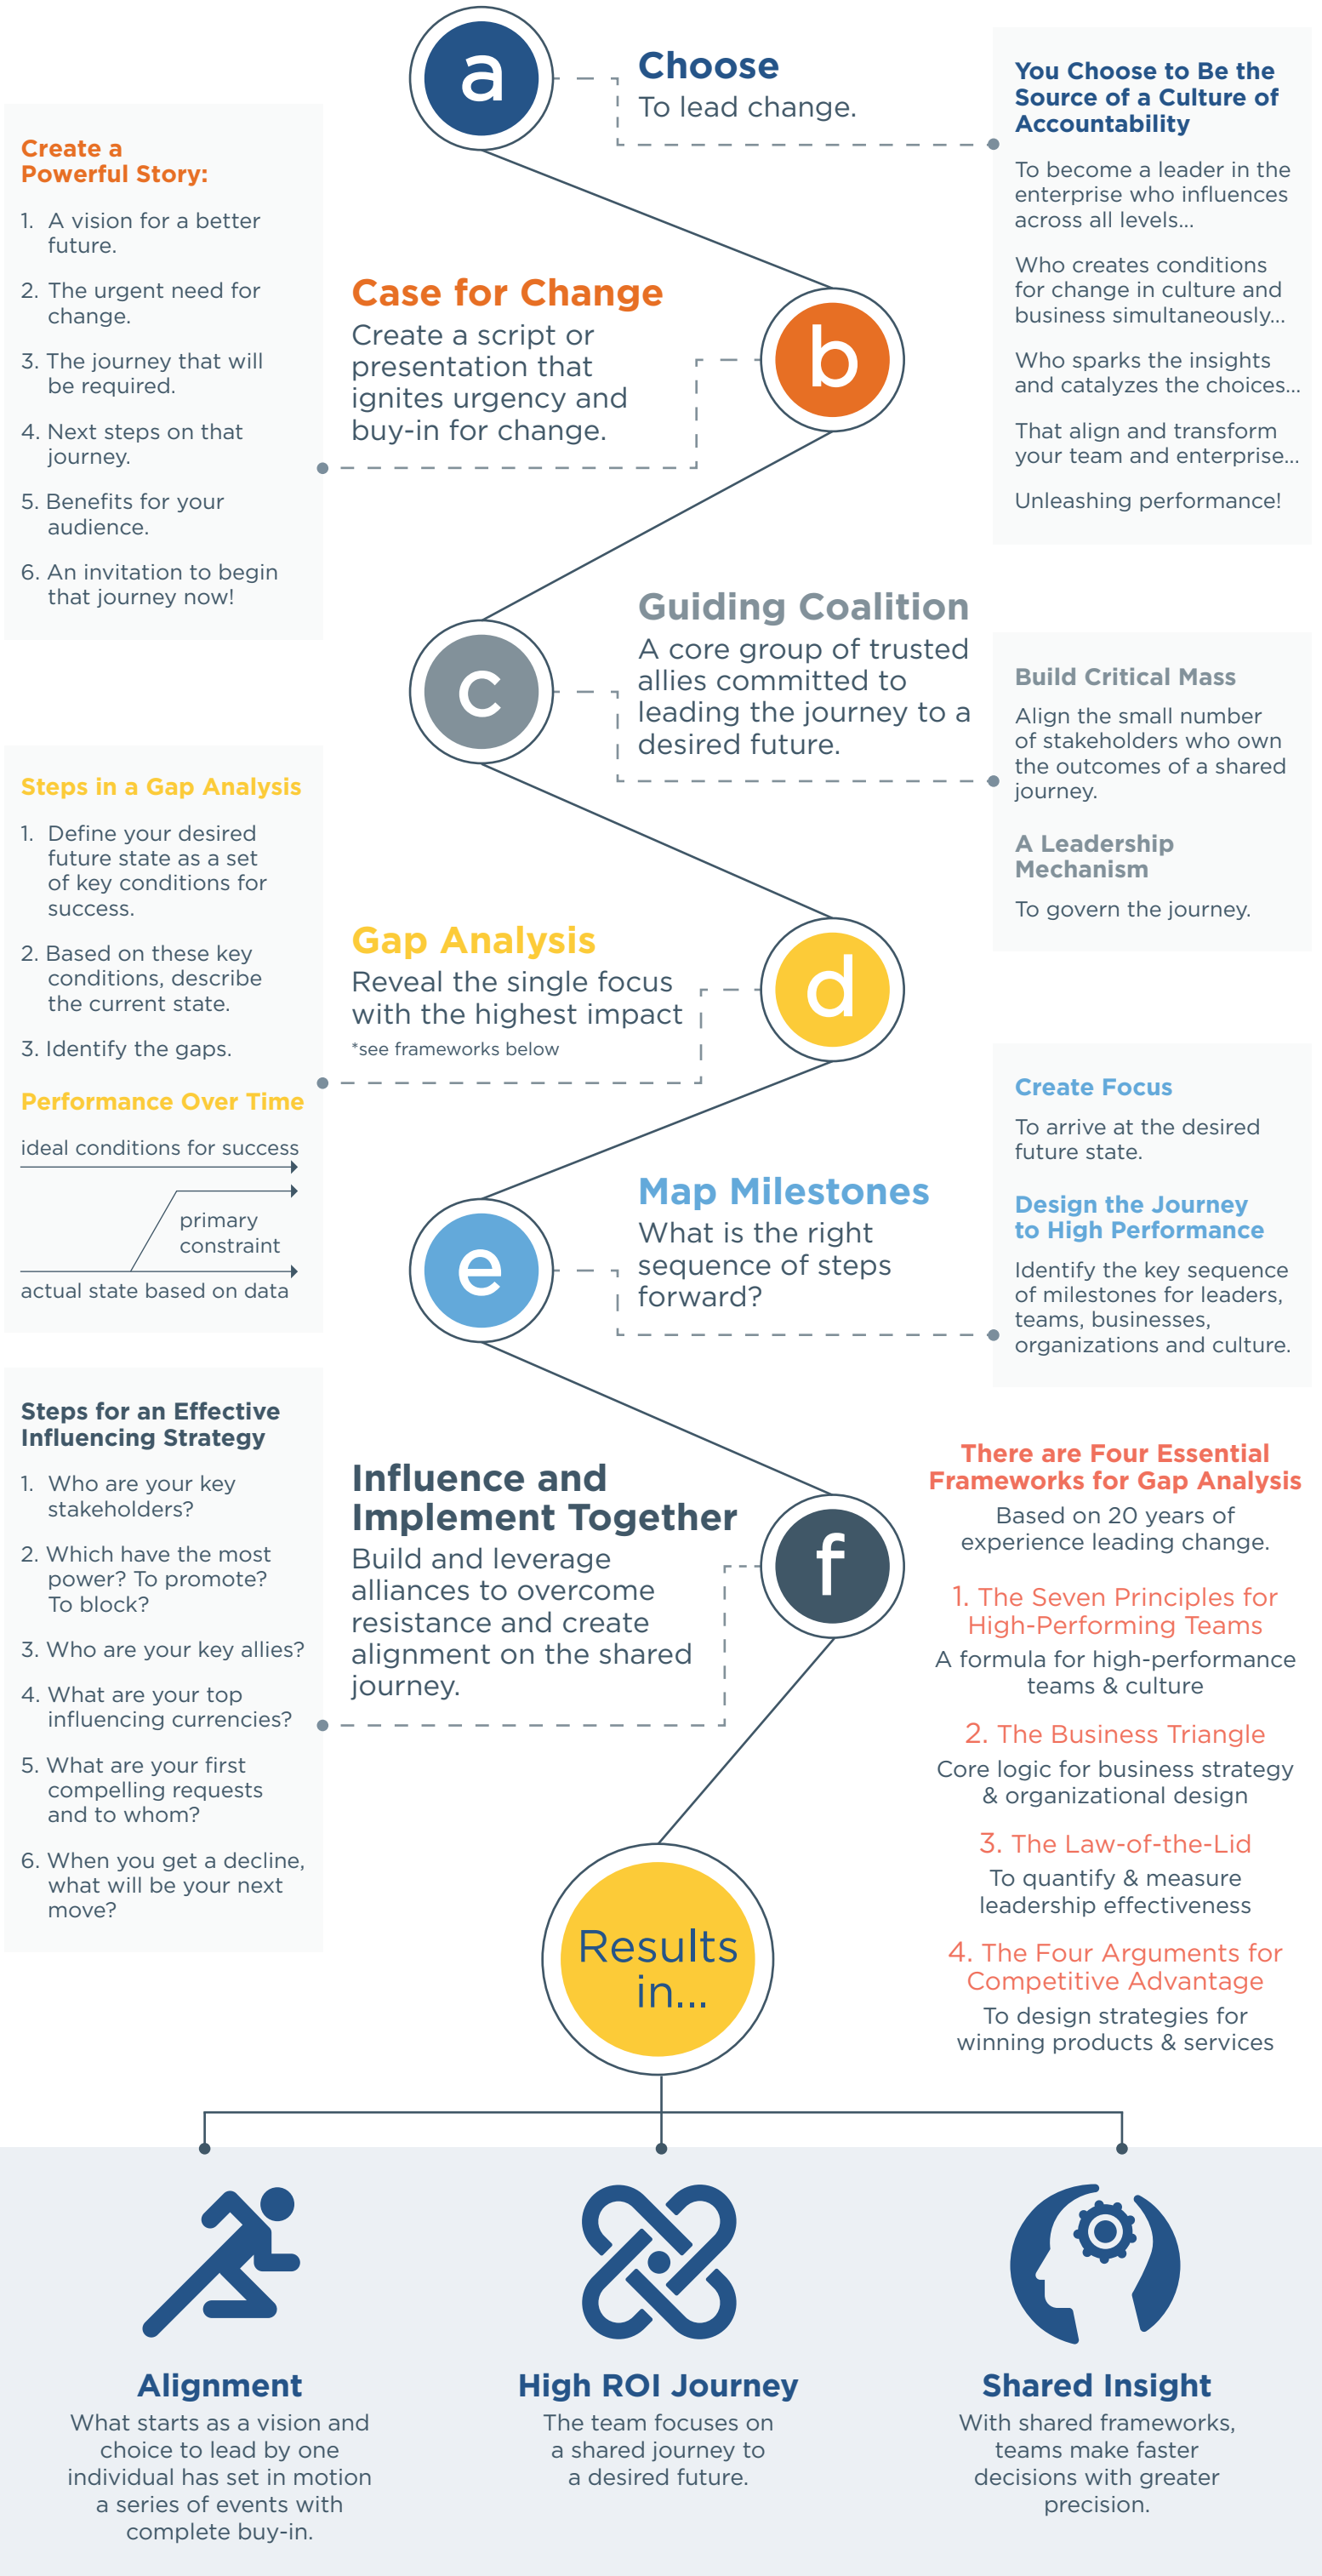 a
Choose
To lead change.
You Choose to Be the
Source of a Culture of
Accountability
To become a leader in the
enterprise who influences
across all levels...
Who creates conditions
for change in culture and
business simultaneously...
Who sparks the insights
and catalyzes the choices...
That align and transform
your team and enterprise...
Unleashing performance!
b
Case for Change
Create a script or
presentation that
ignites urgency and
buy-in for change.
Create a
Powerful Story:
1. A vision for a better
future.
2. The urgent need for
change.
3. The journey that will
be required.
4. Next steps on that
journey.
5. Benefits for your
audience.
6. An invitation to begin
that journey now!
c
Guiding Coalition
A core group of trusted
allies committed to
leading the journey to a
desired future.
Build Critical Mass
Align the small number
of stakeholders who own
the outcomes of a shared
journey.
A Leadership
Mechanism
To govern the journey.
d
Gap Analysis
Reveal the single focus
with the highest impact
*see frameworks below
Steps in a Gap Analysis
1. Define your desired
future state as a set
of key conditions for
success.
2. Based on these key
conditions, describe
the current state.
3. Identify the gaps.
Performance Over Time
ideal conditions for success
primary
constraint
actual state based on data
e
Map Milestones
What is the right
sequence of steps
forward?
Create Focus
To arrive at the desired
future state.
Design the Journey
to High Performance
Identify the key sequence
of milestones for leaders,
teams, businesses,
organizations and culture.
f
Influence and
Implement Together
Build and leverage
alliances to overcome
resistance and create
alignment on the shared
journey.
Steps for an Effective
Influencing Strategy
1. Who are your key
stakeholders?
2. Which have the most
power? To promote?
To block?
3. Who are your key allies?
4. What are your top
influencing currencies?
5. What are your first
compelling requests
and to whom?
6. When you get a decline,
what will be your next
move?
There are Four Essential
Frameworks for Gap Analysis
Based on 20 years of
experience leading change.
1. The Seven Principles for
High-Performing Teams
A formula for high-performance
teams & culture
2. The Business Triangle
Core logic for business strategy
& organizational design
3. The Law-of-the-Lid
To quantify & measure
leadership effectiveness
4. The Four Arguments for
Competitive Advantage
To design strategies for
winning products & services
Results
in...
Alignment
What starts as a vision and
choice to lead by one
individual has set in motion
a series of events with
complete buy-in.
High ROI Journey
The team focuses on
a shared journey to
a desired future.
Shared Insight
With shared frameworks,
teams make faster
decisions with greater
precision.